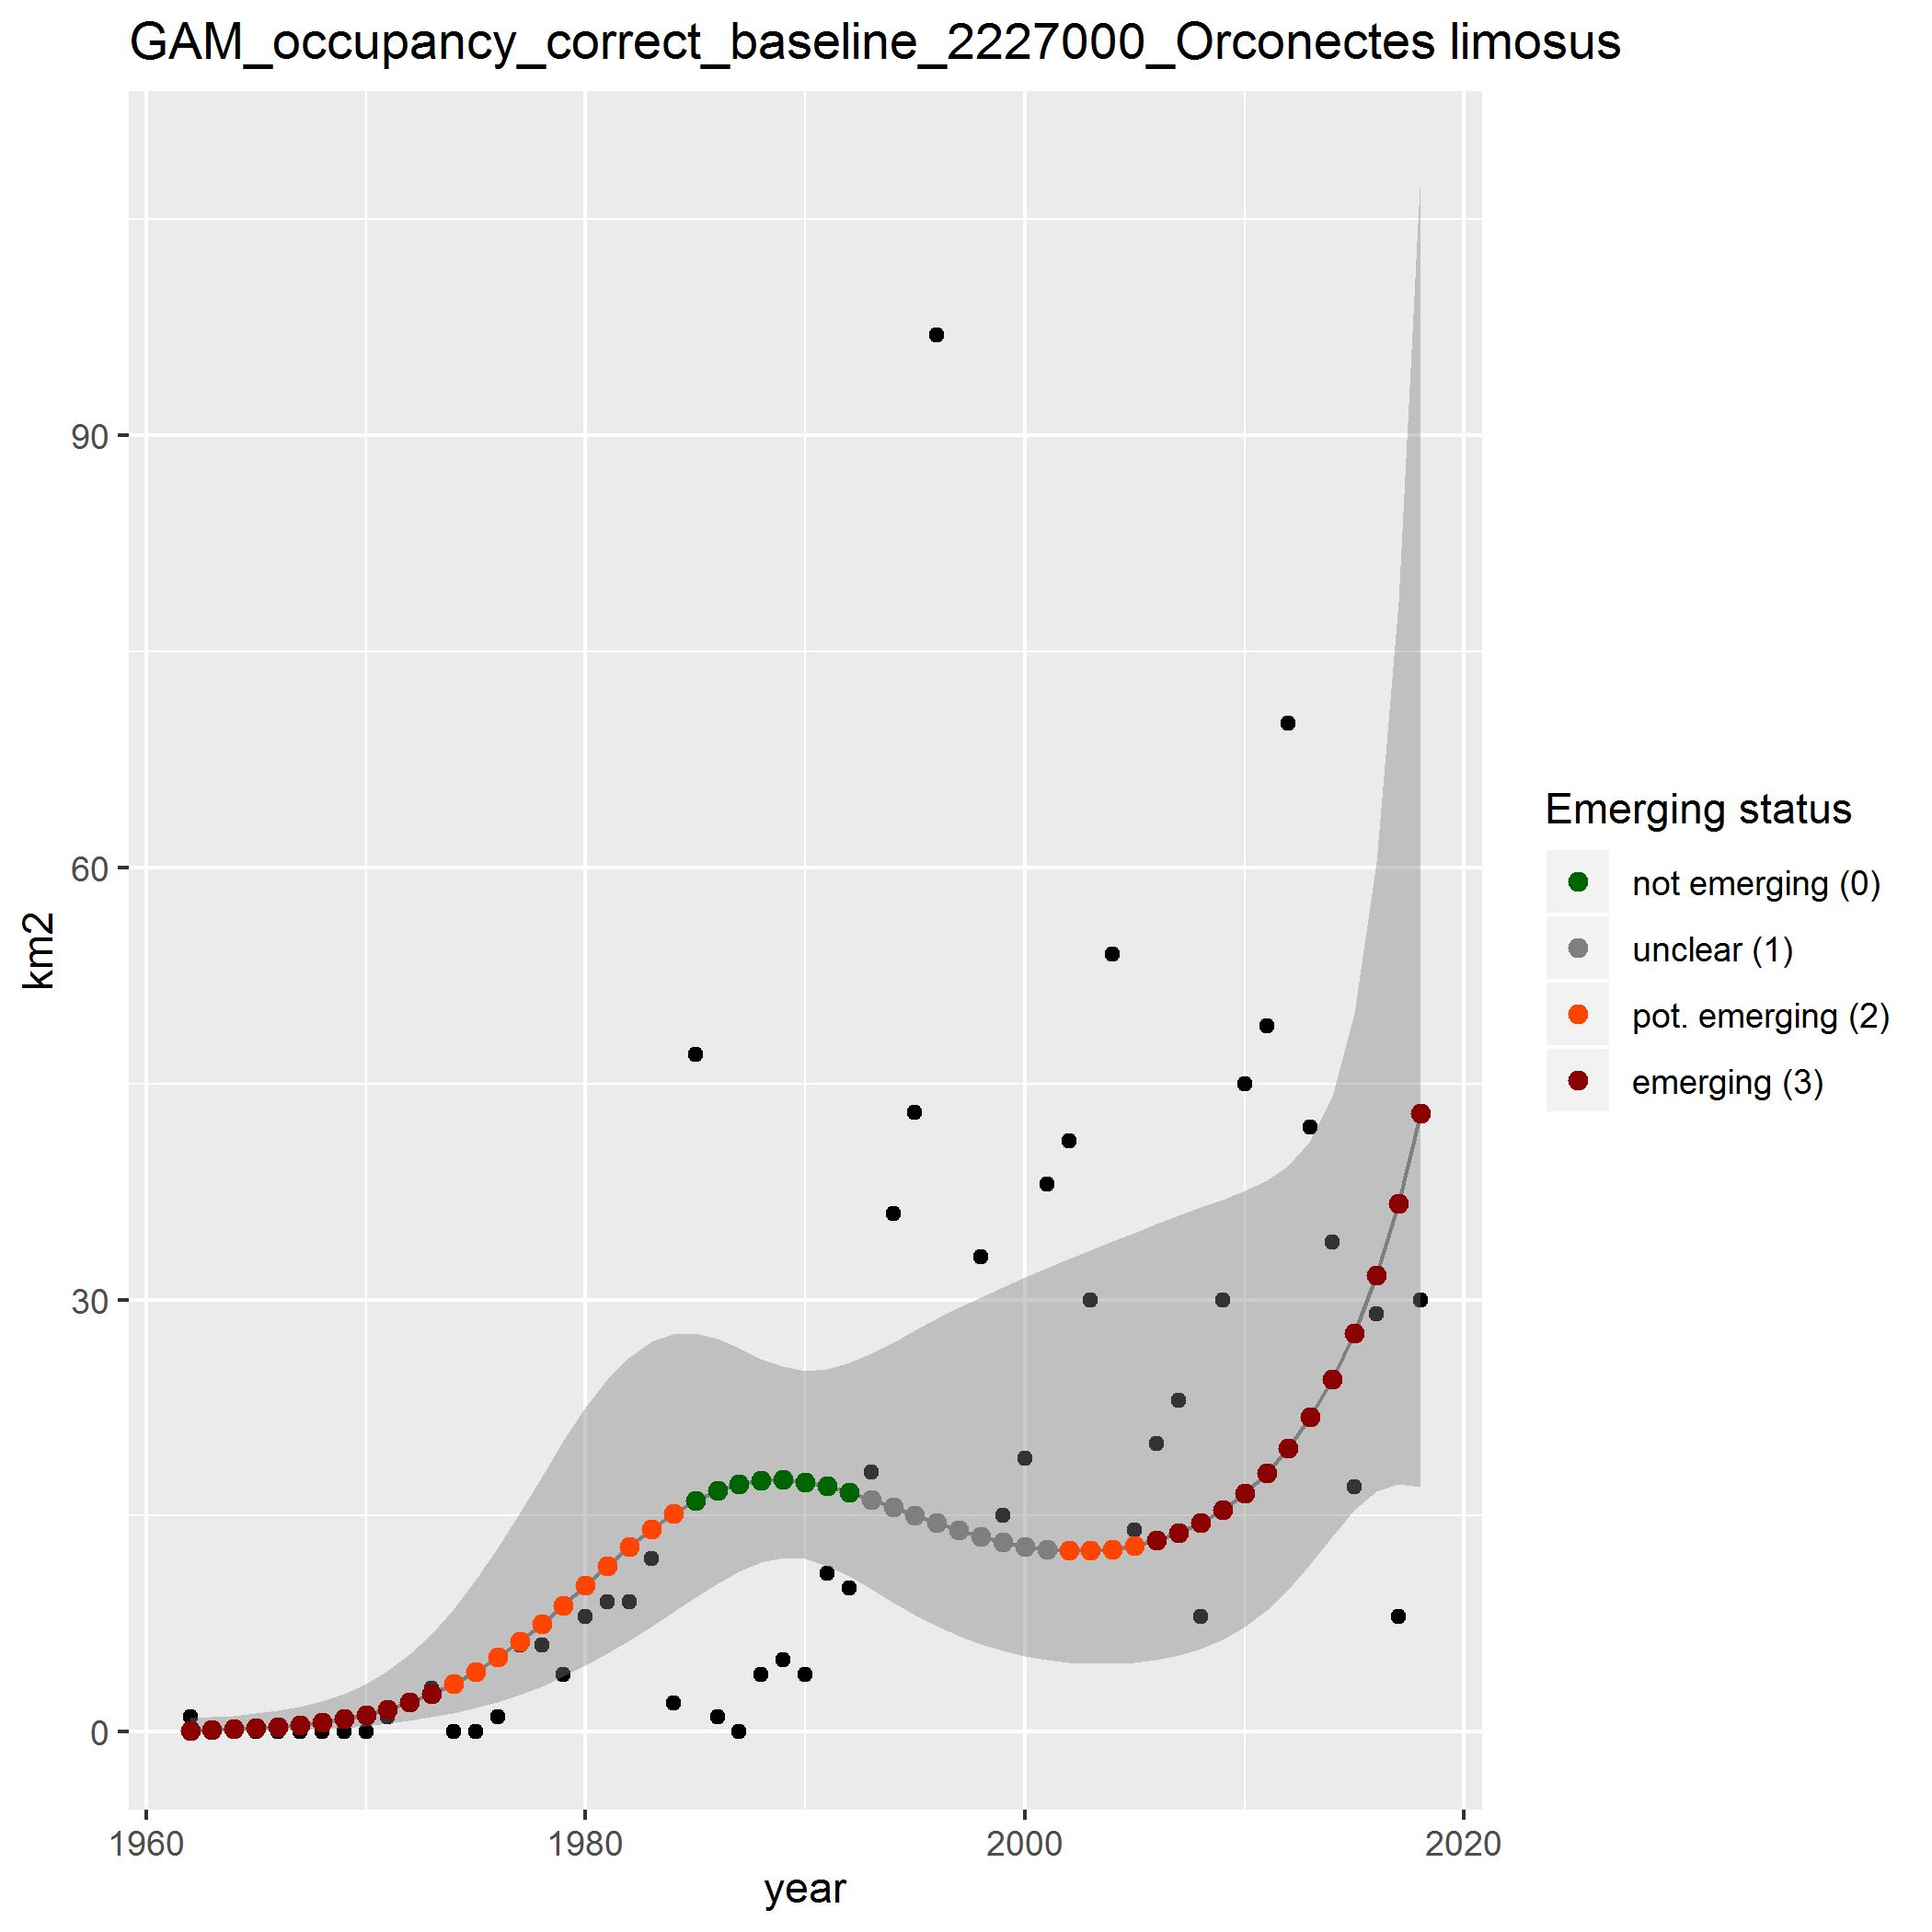 GAM_occupancy_correct_baseline_2227000_Orconectes limosus
90
60
30
0
km2
1960
1980
2000
2020
year
Emerging status
not emerging (0)
unclear (1)
pot. emerging (2)
emerging (3)